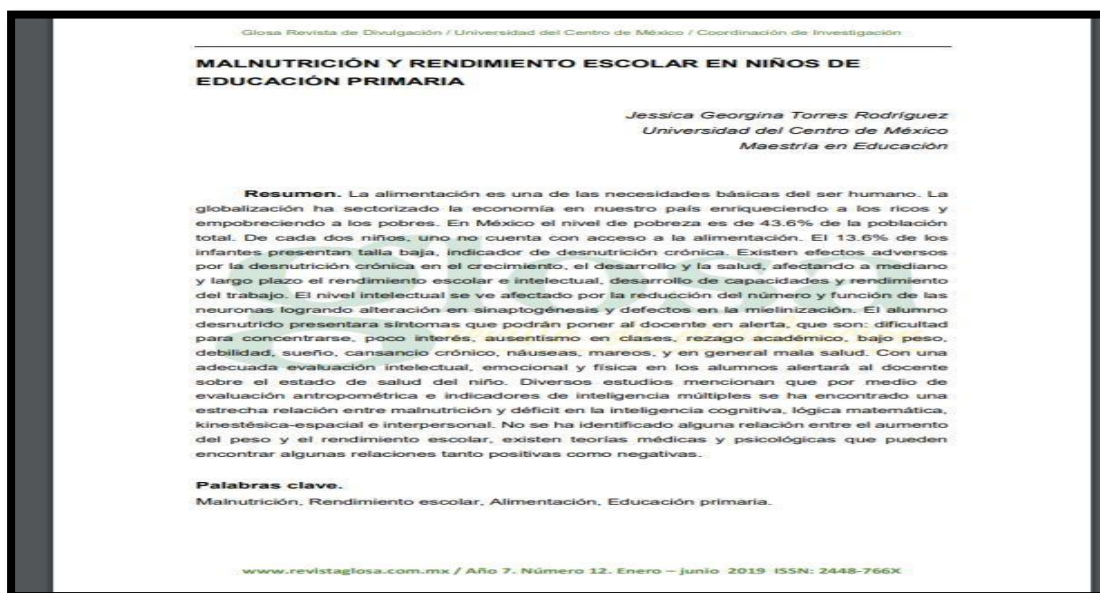 Glosa Revista de Divulgación / Universidad del Centro de México / Coordinación de Investigación
MALNUTRICIÓN Y RENDIMIENTO ESCOLAR EN NIÑOS DE
EDUCACIÓN PRIMARIA
Jessica Georgina Torres Rodríguez
Universidad del Centro de México
Maestría en Educación
Resumen. La alimentación es una de las necesidades básicas del ser humano. La
globalización ha sectorizado la economía en nuestro país enriqueciendo a los ricos y
empobreciendo a los pobres. En México el nivel de pobreza es de 43.6% de la población
total. De cada dos niños, uno no cuenta con acceso a la alimentación. El 13.6% de los
infantes presentan talla baja, indicador de desnutrición crónica. Existen efectos adversos
por la desnutrición crónica en el crecimiento, el desarrollo y la salud, afectando a mediano
y largo plazo el rendimiento escolar e intelectual, desarrollo de capacidades y rendimiento
del trabajo. El nivel intelectual se ve afectado por la reducción del número y función de las
neuronas logrando alteración en sinaptogénesis y defectos en la mielinización. El alumno
desnutrido presentara síntomas que podrán poner al docente en alerta, que son: dificultad
para concentrarse, poco interés, ausentismo en clases, rezago académico, bajo peso,
debilidad, sueño, cansancio crónico, náuseas, mareos, y en general mala salud. Con una
adecuada evaluación intelectual, emocional y física en los alumnos alertará al docente
sobre el estado de salud del niño. Diversos estudios mencionan que por medio de
evaluación antropométrica e indicadores de inteligencia múltiples se ha encontrado una
estrecha relación entre malnutrición y déficit en la inteligencia cognitiva, lógica matemática,
kinestésica-espacial e interpersonal. No se ha identificado alguna relación entre el aumento
del peso y el rendimiento escolar, existen teorías médicas y psicológicas que pueden
encontrar algunas relaciones tanto positivas como negativas.
Palabras clave.
Malnutrición, Rendimiento escolar, Alimentación, Educación primaria.
www.revistaglosa.com.mx / Año 7. Número 12. Enero – junio 2019 ISSN: 2448-766X